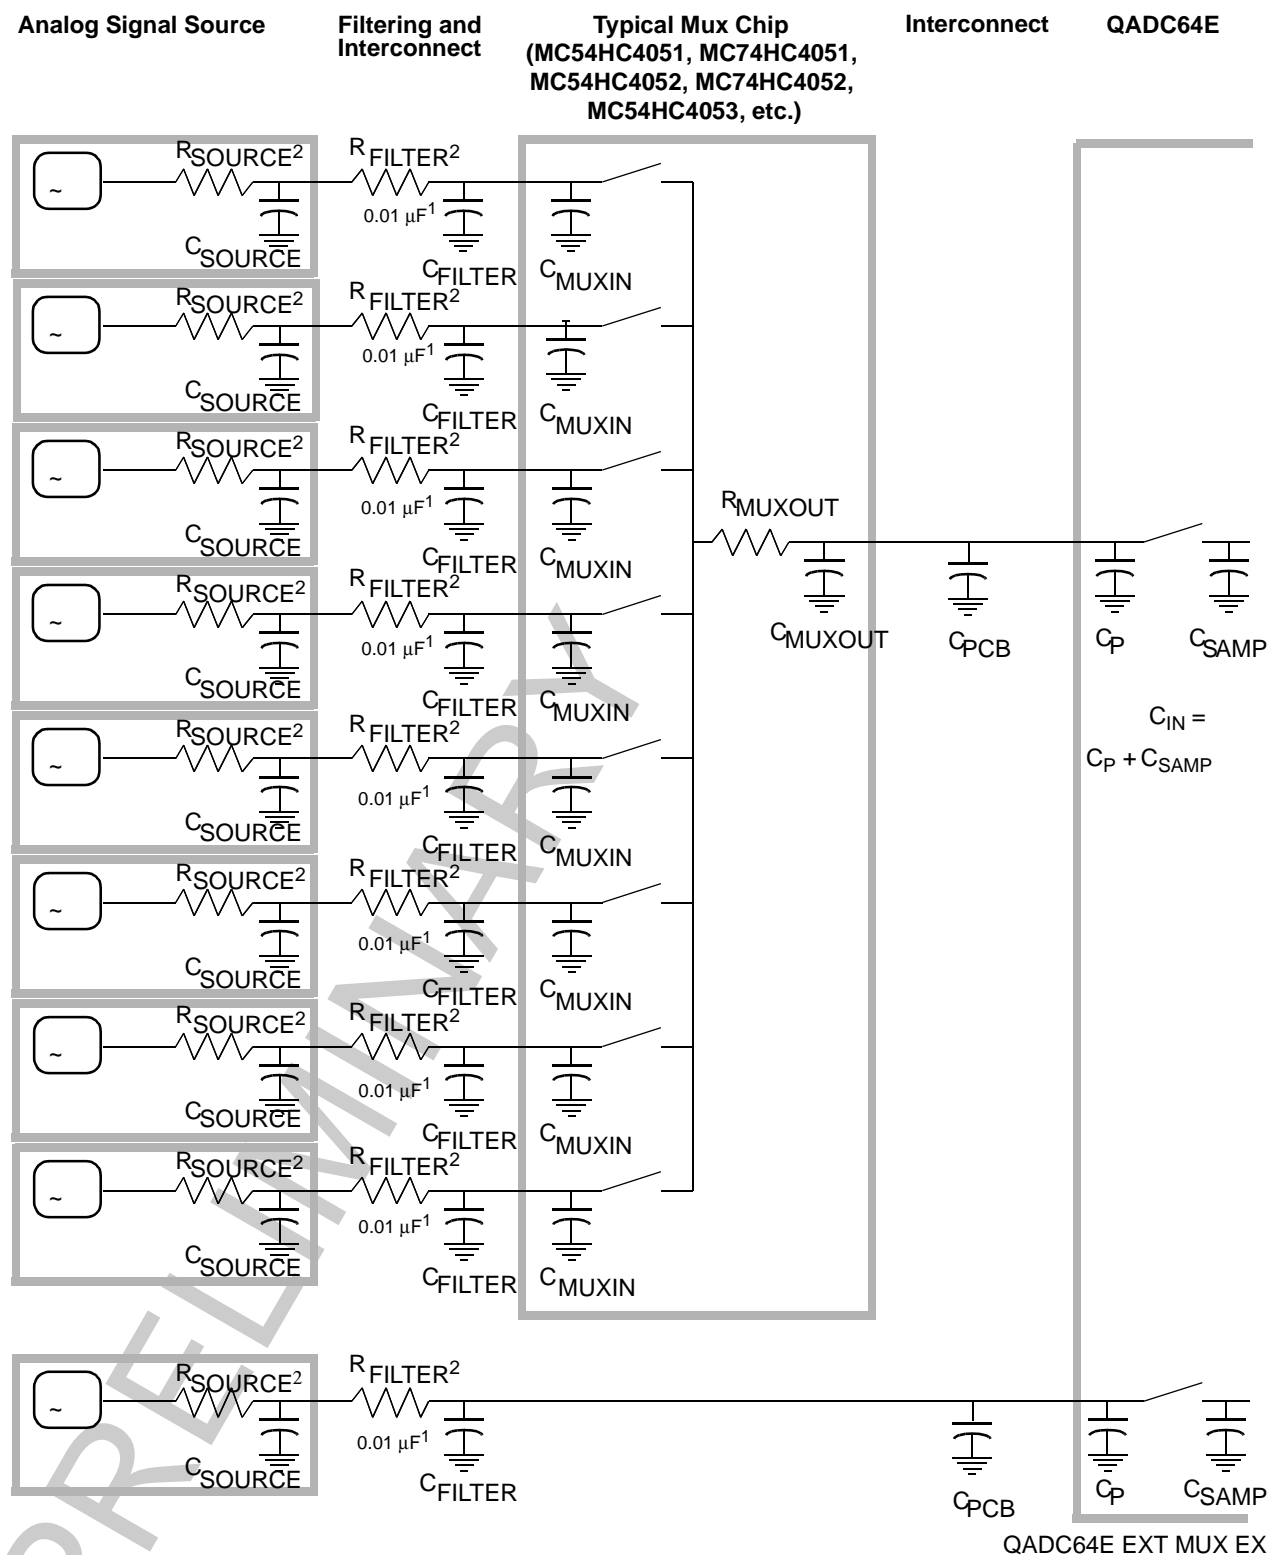 Analog Signal Source
Filtering and
Interconnect
Typical Mux Chip
(MC54HC4051, MC74HC4051,
MC54HC4052, MC74HC4052,
MC54HC4053, etc.)
Interconnect
QADC64E
RSOURCE2
RFILTER2
~
0.01 μF1
CSOURCE
CFILTER
CMUXIN
RSOURCE2
RFILTER2
~
0.01 μF1
CSOURCE
CFILTER
CMUXIN
RSOURCE2
RFILTER2
~
0.01 μF1
CSOURCE
CFILTER
CMUXIN
RMUXOUT
RSOURCE2
RFILTER2
~
0.01 μF1
CSOURCE
CFILTER
CMUXIN
CMUXOUT
CPCB
CP
CSAMP
CIN =
CP + CSAMP
RSOURCE2
RFILTER2
~
0.01 μF1
CSOURCE
CFILTER
CMUXIN
RSOURCE2
RFILTER2
~
0.01 μF1
CSOURCE
CFILTER
CMUXIN
RSOURCE2
RFILTER2
~
0.01 μF1
CSOURCE
CFILTER
CMUXIN
RSOURCE2
RFILTER2
~
0.01 μF1
CSOURCE
CFILTER
CMUXIN
RSOURCE2
RFILTER2
~
0.01 μF1
CSOURCE
CFILTER
CPCB
CP
CSAMP
QADC64E EXT MUX EX
PRELIMINARY